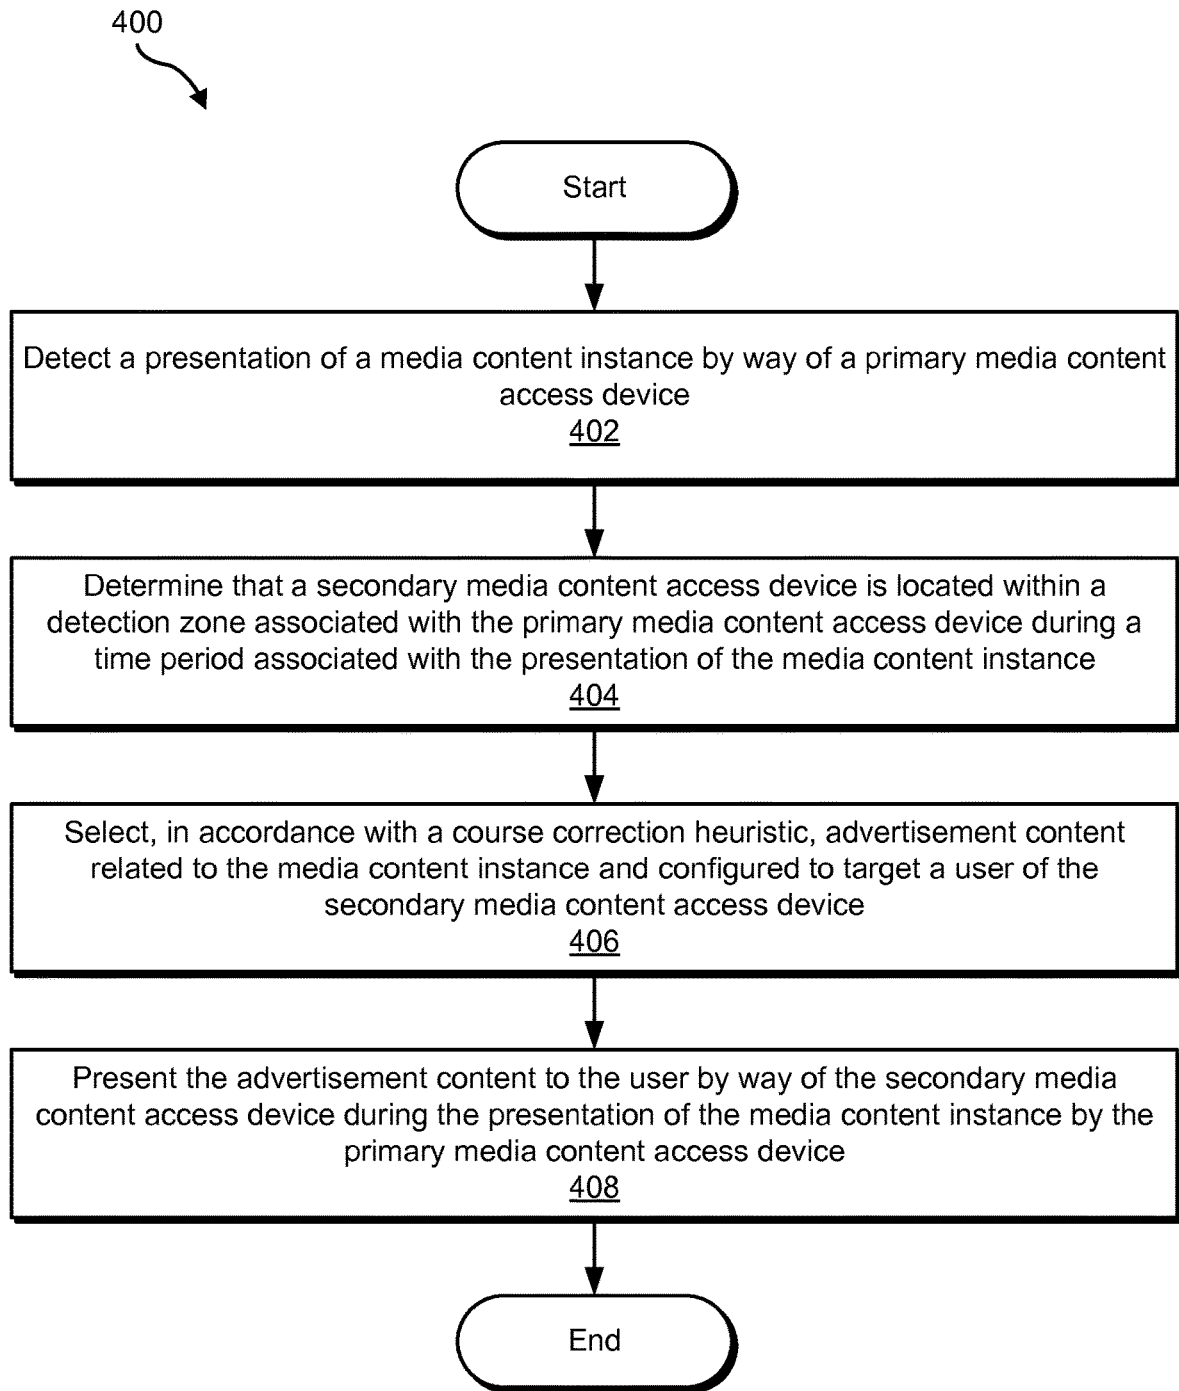 400
Start
Detect a presentation of a media content instance by way of a primary media content
access device
402
Determine that a secondary media content access device is located within a
detection zone associated with the primary media content access device during a
time period associated with the presentation of the media content instance
404
Select, in accordance with a course correction heuristic, advertisement content
related to the media content instance and configured to target a user of the
secondary media content access device
406
Present the advertisement content to the user by way of the secondary media
content access device during the presentation of the media content instance by the
primary media content access device
408
End